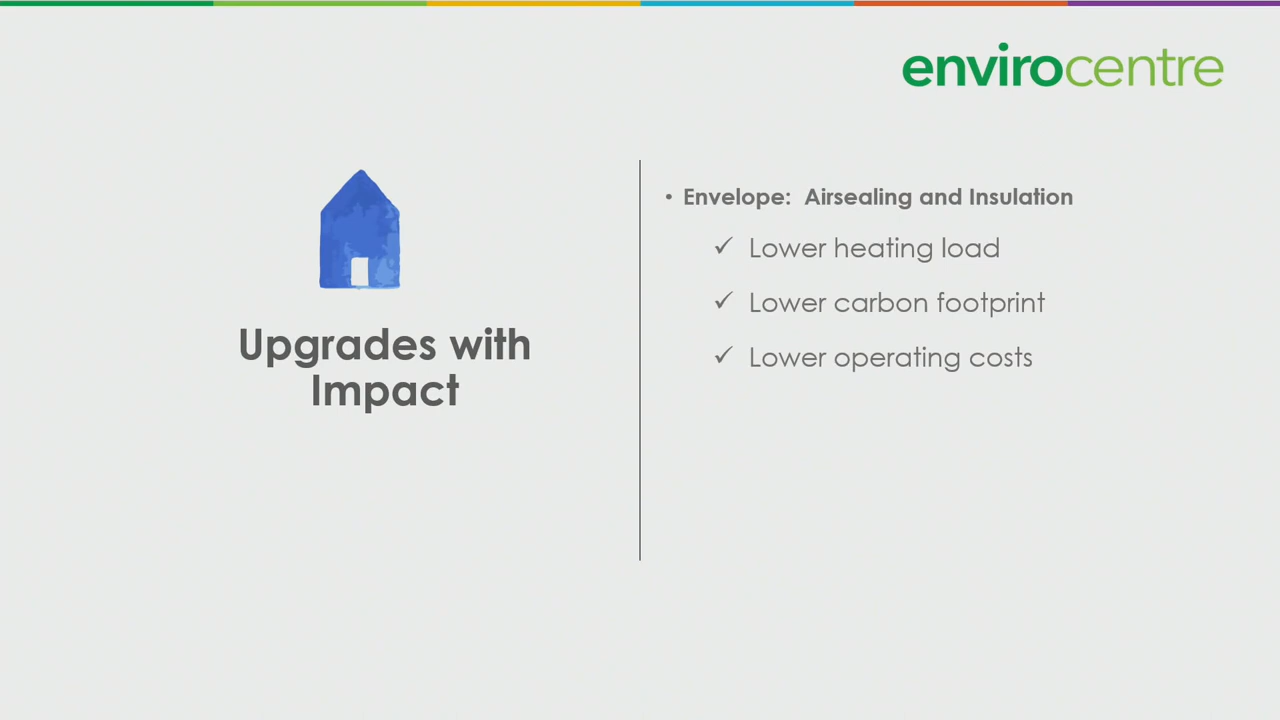 envirocentre
Upgrades with
Impact
• Envelope: Airsealing and Insulation
✓ Lower heating load
✓ Lower carbon footprint
✓ Lower operating costs